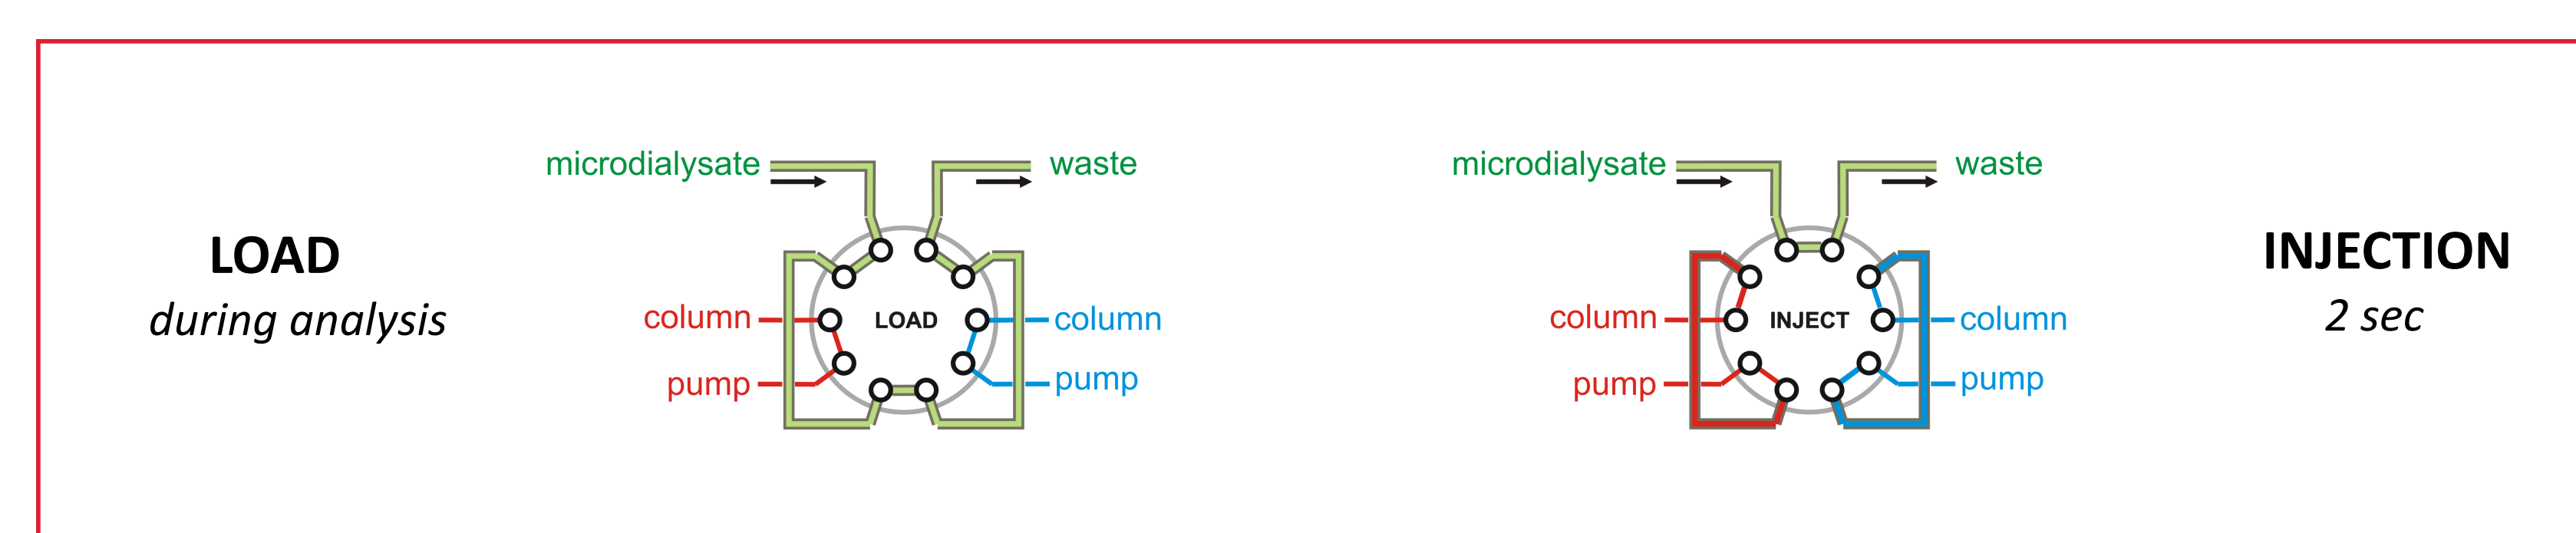 LOAD
during analysis
microdialysate
waste
column
pump
LOAD
column
pump
microdialysate
waste
column
pump
INJECT
column
pump
INJECTION
2 sec